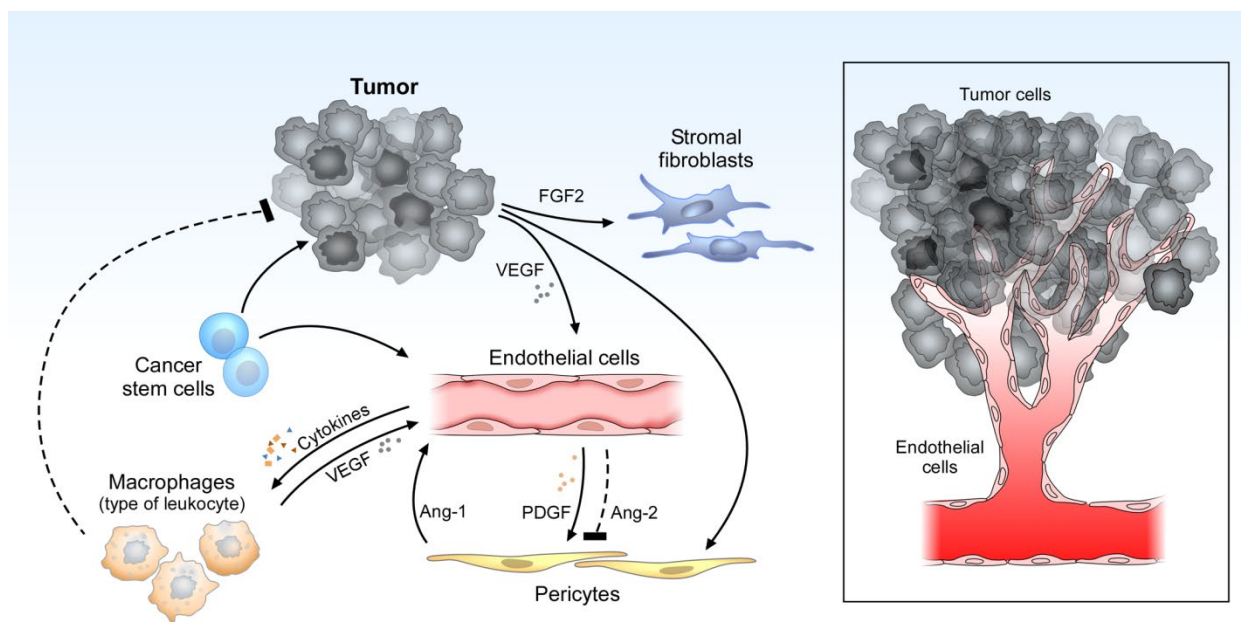 Tumor
Stromal
fibroblasts
FGF2
VEGF
Cancer
stem cells
Endothelial cells
Cytokines
VEGF
Macrophages
(type of leukocyte)
Ang-1
PDGF
Ang-2
Pericytes
Tumor cells
Endothelial
cells